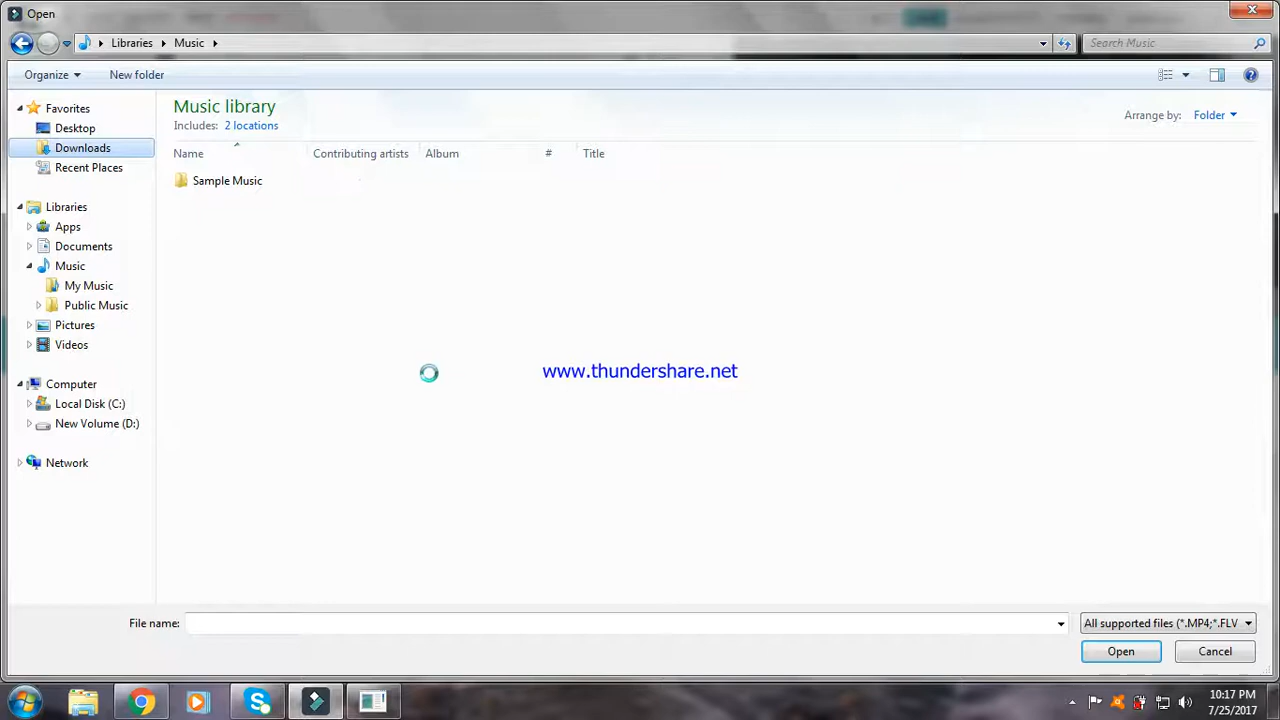 Open
Libraries Music
Search Music
Organize New folder
Favorites
Desktop
Downloads
Recent Places
Libraries
Apps
Documents
Music
My Music
Public Music
Pictures
Videos
Computer
Local Disk (C:)
New Volume (D:)
Network
Music library
Includes: 2 locations
Arrange by: Folder
Name Contributing artists Album # Title
Sample Music
www.thundershare.net
File name:
All supported files (*.MP4;*.FLV
Open Cancel
10:17 PM
7/25/2017